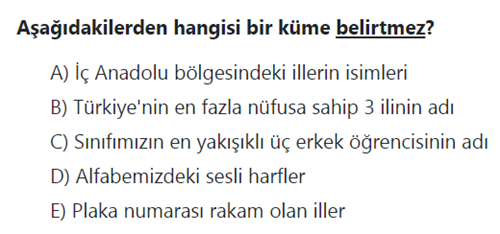 Aşağıdakilerden hangisi bir küme belirtmez?
A) İç Anadolu bölgesindeki illerin isimleri
B) Türkiye'nin en fazla nüfusa sahip 3 ilinin adı
C) Sınıfımızın en yakışıklı üç erkek öğrencisinin adı
D) Alfabemizdeki sesli harfler
E) Plaka numarası rakam olan iller